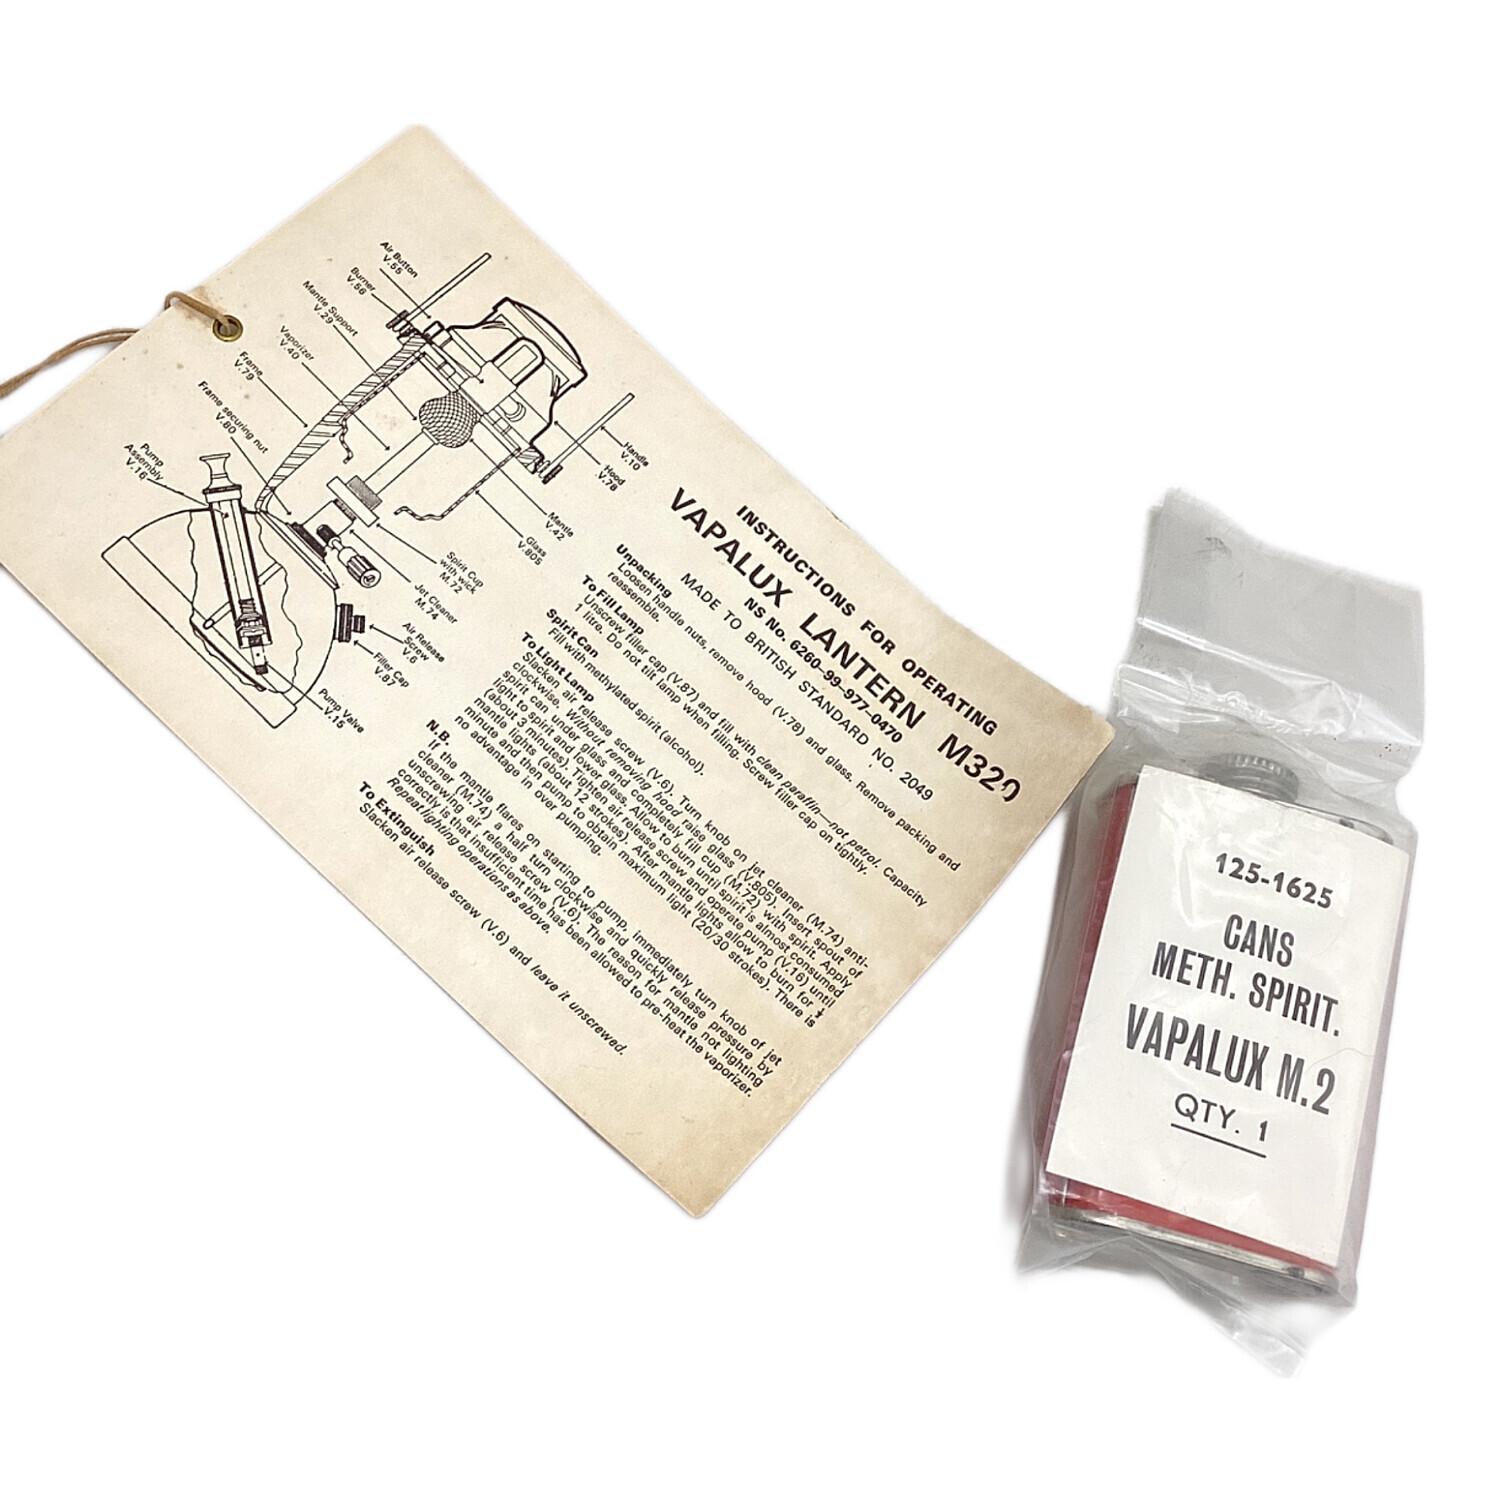 Air Button
V.55
Burner
V.56
Mantle Support
V.29
Vaporizer
V.40
Frame
V.79
Frame securing nut
V.80
Pump
Assembly
V.16
Handle
V.10
Hood
V.78
Mantle
V.42
Glass
V.805
Spirit Cup
with wick
M.72
Jet Cleaner
M.74
Air Release
Screw
V.6
Filler Cap
V.87
Pump Valve
V.15
INSTRUCTIONS FOR OPERATING
VAPALUX LANTERN M320
NS No. 6260-99-977-0470
MADE TO BRITISH STANDARD NO. 2049
Unpacking
Loosen handle nuts, remove hood (V.78) and glass. Remove packing and
reassemble.
To Fill Lamp
Unscrew filler cap (V.87) and fill with clean paraffin—not petrol. Capacity
1 litre. Do not tilt lamp when filling. Screw filler cap on tightly.
Spirit Can
Fill with methylated spirit (alcohol).
To Light Lamp
Slacken air release screw (V.6). Turn knob on jet cleaner (M.74) anti-
clockwise. Without removing hood raise glass (V.805). Insert spout of
spirit can under glass and completely fill cup (M.72) with spirit. Apply
light to spirit and lower glass. Allow to burn until spirit is almost consumed
(about 3 minutes). Tighten air release screw and operate pump (V.16) until
mantle lights (about 12 strokes). After mantle lights allow to burn for ½
minute and then pump to obtain maximum light (20/30 strokes). There is
no advantage in over pumping.
N.B.
If the mantle flares on starting to pump, immediately turn knob of jet
cleaner (M.74) a half turn clockwise and quickly release pressure by
unscrewing air release screw (V.6). The reason for mantle not lighting
correctly is that insufficient time has been allowed to pre-heat the vaporizer.
Repeat lighting operations as above.
To Extinguish
Slacken air release screw (V.6) and leave it unscrewed.
125-1625
CANS
METH. SPIRIT.
VAPALUX M.2
QTY. 1